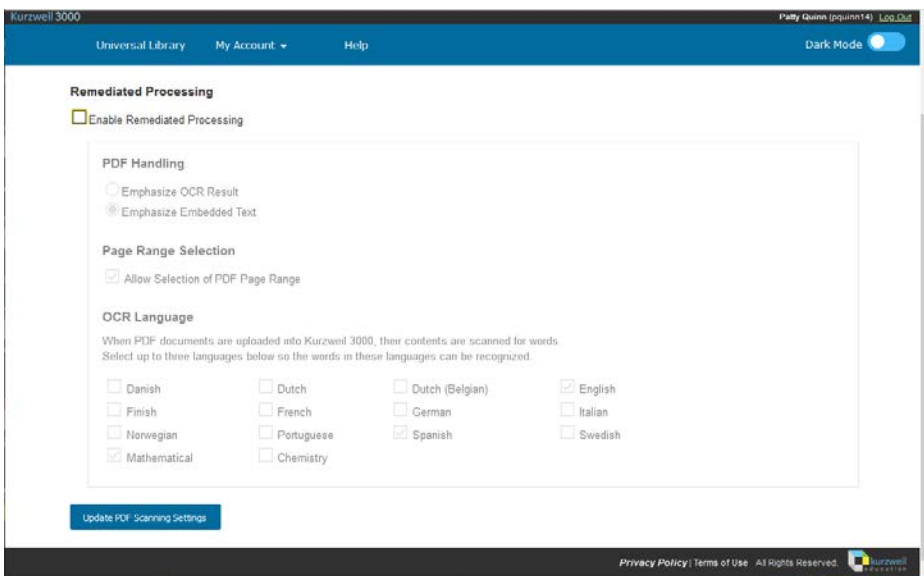 Kurzweil 3000
Patty Quinn (pquinn14) Log Out
Universal Library My Account Help Dark Mode
Remediated Processing
Enable Remediated Processing
PDF Handling
Emphasize OCR Result
Emphasize Embedded Text
Page Range Selection
Allow Selection of PDF Page Range
OCR Language
When PDF documents are uploaded into Kurzweil 3000, their contents are scanned for words.
Select up to three languages below so the words in these languages can be recognized.
Danish Dutch Dutch (Belgian) English
Finish French German Italian
Norwegian Portuguese Spanish Swedish
Mathematical Chemistry
Update PDF Scanning Settings
Privacy Policy | Terms of Use All Rights Reserved. kurzweil
education